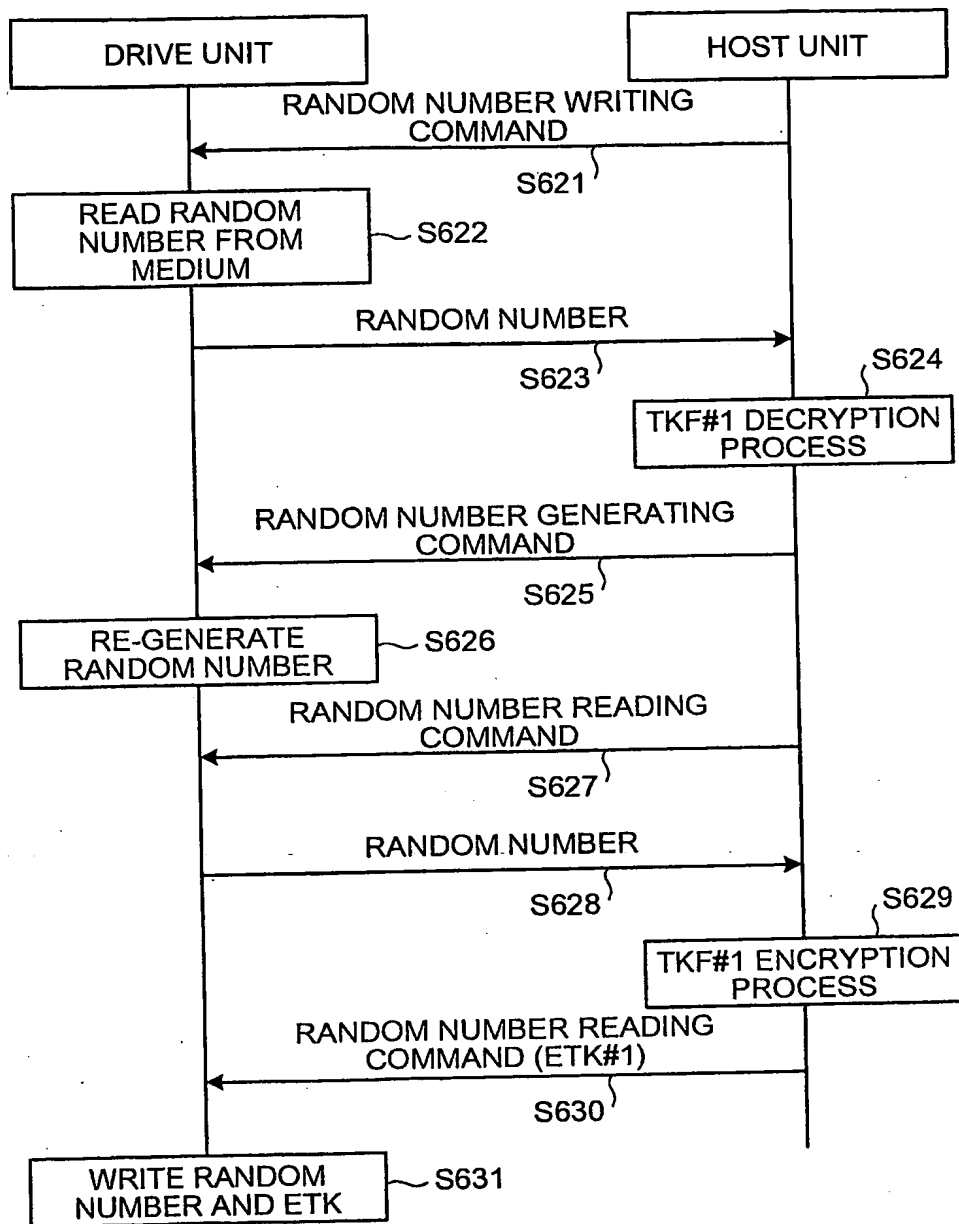 DRIVE UNIT
HOST UNIT
RANDOM NUMBER WRITING
COMMAND
S621
READ RANDOM
NUMBER FROM
MEDIUM
S622
RANDOM NUMBER
S623
S624
TKF#1 DECRYPTION
PROCESS
RANDOM NUMBER GENERATING
COMMAND
S625
RE-GENERATE
RANDOM NUMBER
S626
RANDOM NUMBER READING
COMMAND
S627
RANDOM NUMBER
S628
S629
TKF#1 ENCRYPTION
PROCESS
RANDOM NUMBER READING
COMMAND (ETK#1)
S630
WRITE RANDOM
NUMBER AND ETK
S631